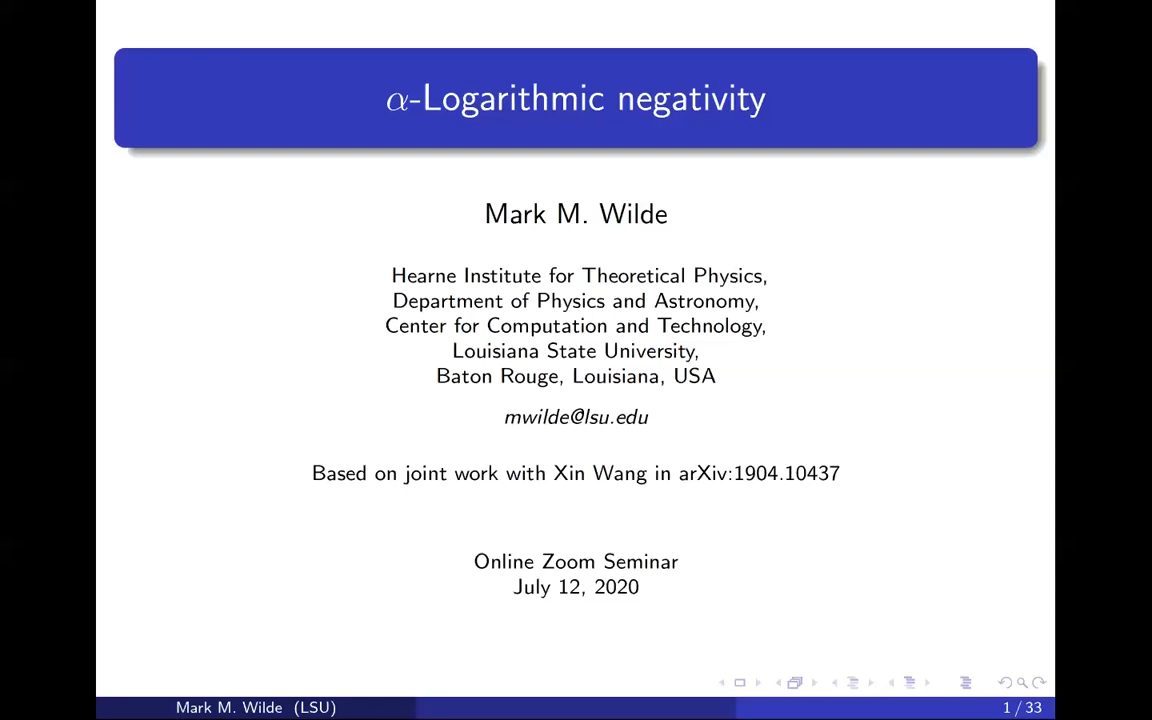 α-Logarithmic negativity
Mark M. Wilde
Hearne Institute for Theoretical Physics,
Department of Physics and Astronomy,
Center for Computation and Technology,
Louisiana State University,
Baton Rouge, Louisiana, USA
mwilde@lsu.edu
Based on joint work with Xin Wang in arXiv:1904.10437
Online Zoom Seminar
July 12, 2020
Mark M. Wilde (LSU)
1 / 33